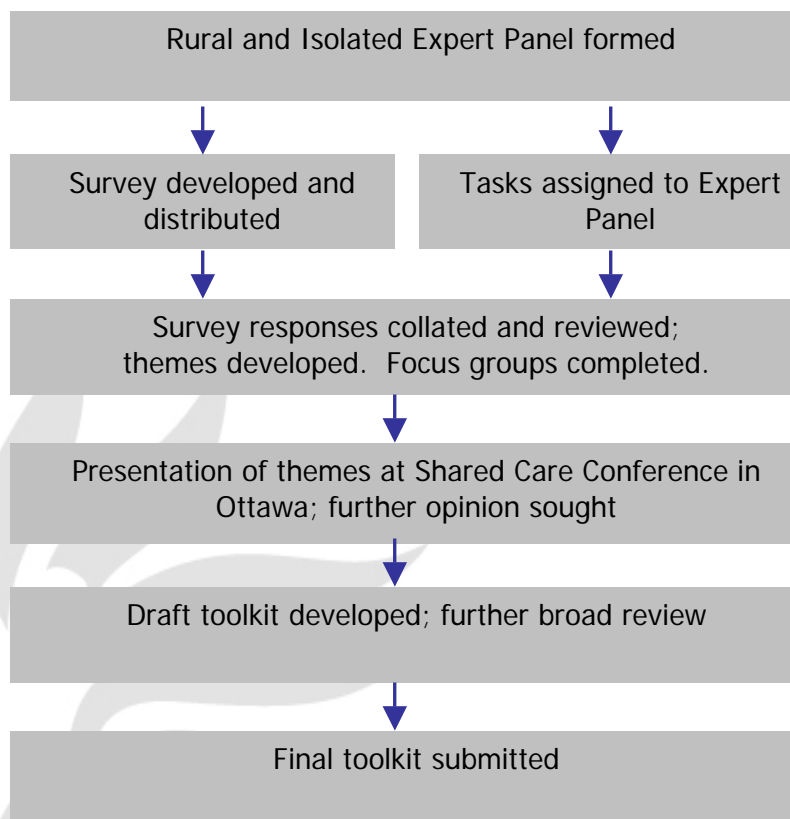 Rural and Isolated Expert Panel formed
Survey developed and
distributed
Tasks assigned to Expert
Panel
Survey responses collated and reviewed;
themes developed.  Focus groups completed.
Presentation of themes at Shared Care Conference in
Ottawa; further opinion sought
Draft toolkit developed; further broad review
Final toolkit submitted